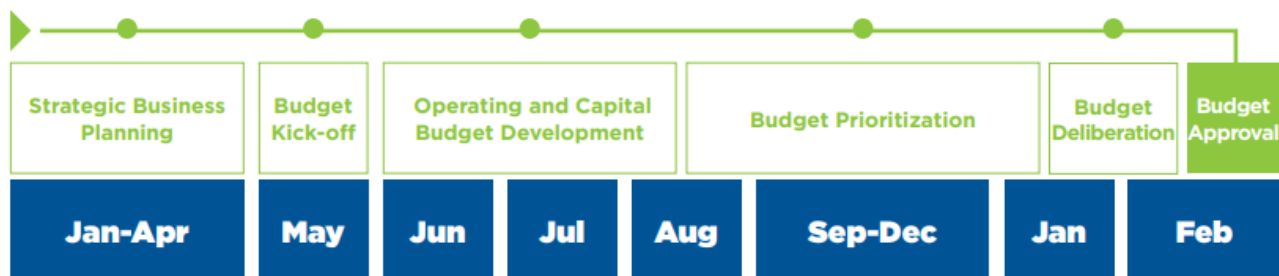 Strategic Business
Planning
Budget
Kick-off
Operating and Capital
Budget Development
Budget Prioritization
Budget
Deliberation
Budget
Approval
Jan-Apr
May
Jun
Jul
Aug
Sep-Dec
Jan
Feb